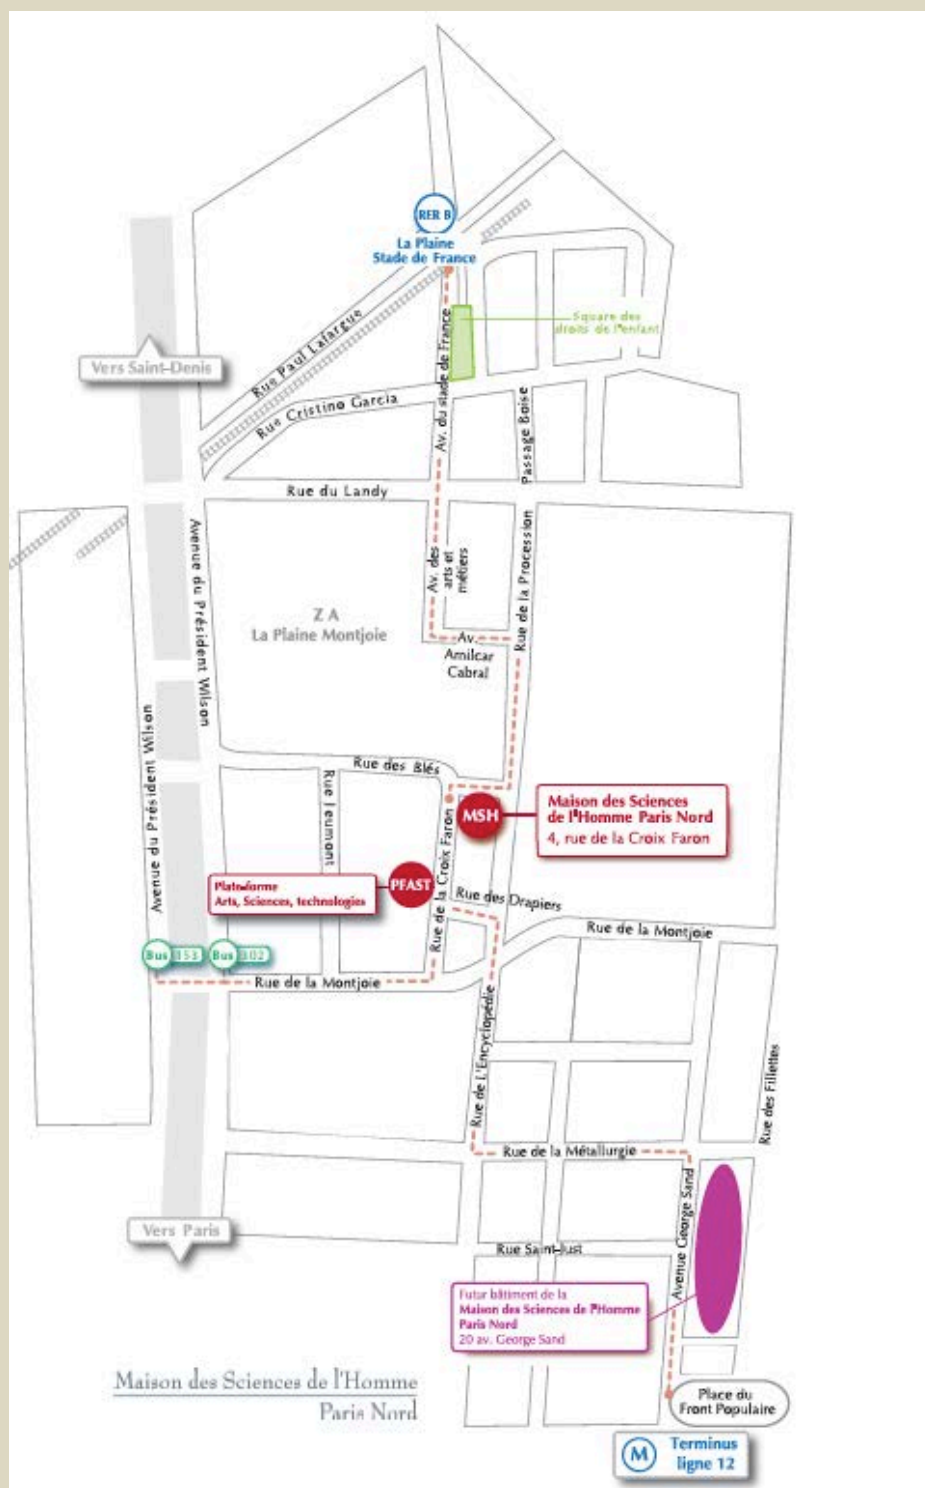 RER B
La Plaine
Stade de France
Square des
droits de l'enfant
Rue Paul Lafargue
Vers Saint-Denis
Av. du stade de France
Rue Cristino Garcia
Passage Boise
Rue du Landy
Avenue du Président Wilson
Av. des
arts et
métiers
Rue de la Procession
Z A
La Plaine Montjoie
Av.
Amilcar
Cabral
Avenue du Président Wilson
Rue des Blés
Rue Jeumont
Rue de la Croix Faron
MSH
Maison des Sciences
de l'Homme Paris Nord
4, rue de la Croix Faron
PFAST
Plateforme
Arts, Sciences, technologies
Rue des Drapiers
Rue de la Montjoie
Bus 153
Bus 302
Rue de la Montjoie
Rue de L'Encyclopédie
Rue des Fillettes
Rue de la Métallurgie
Avenue George Sand
Vers Paris
Rue Saint-Just
Futur bâtiment de la
Maison des Sciences de l'Homme
Paris Nord
20 av. George Sand
Maison des Sciences de l'Homme
Paris Nord
Place du
Front Populaire
M
Terminus
ligne 12